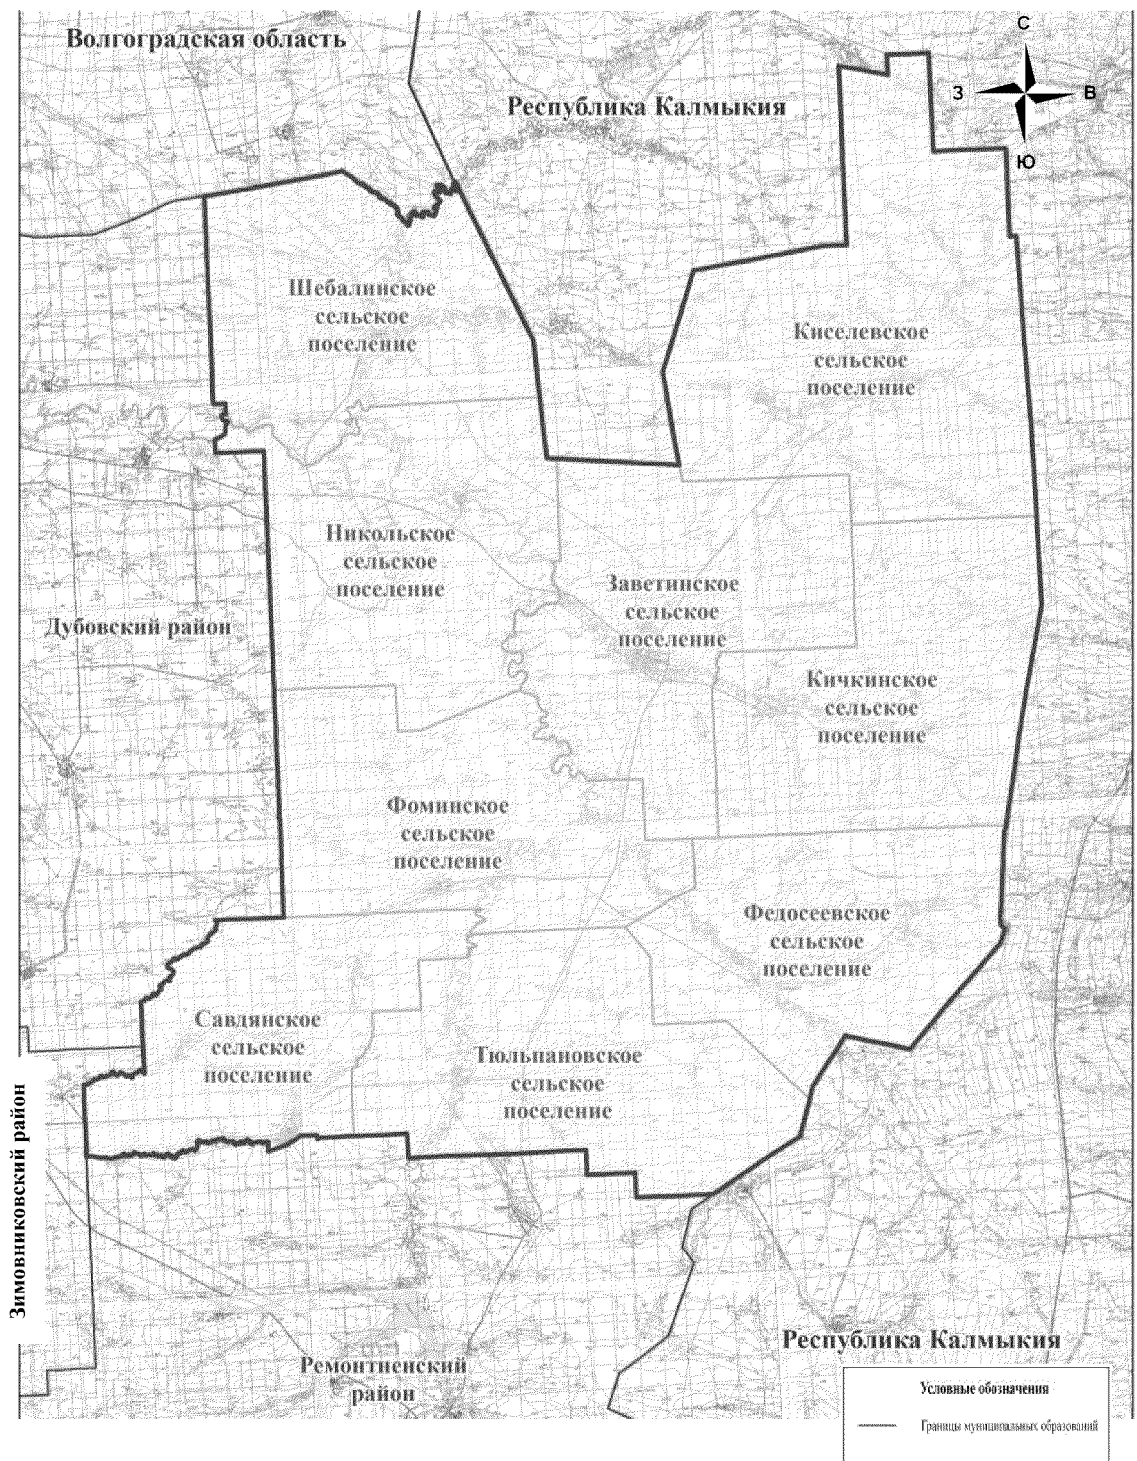 Волгоградская область
С
Республика Калмыкия
З
В
Ю
Шебалинское
сельское
поселение
Киселевское
сельское
поселение
Никольское
сельское
поселение
Заветинское
сельское
поселение
Дубовский район
Кичкинское
сельское
поселение
Фоминское
сельское
поселение
Федосеевское
сельское
поселение
Савдянское
сельское
поселение
Тюльпановское
сельское
поселение
Зимовниковский район
Республика Калмыкия
Ремонтненский
район
Условные обозначения
Границы муниципальных образований